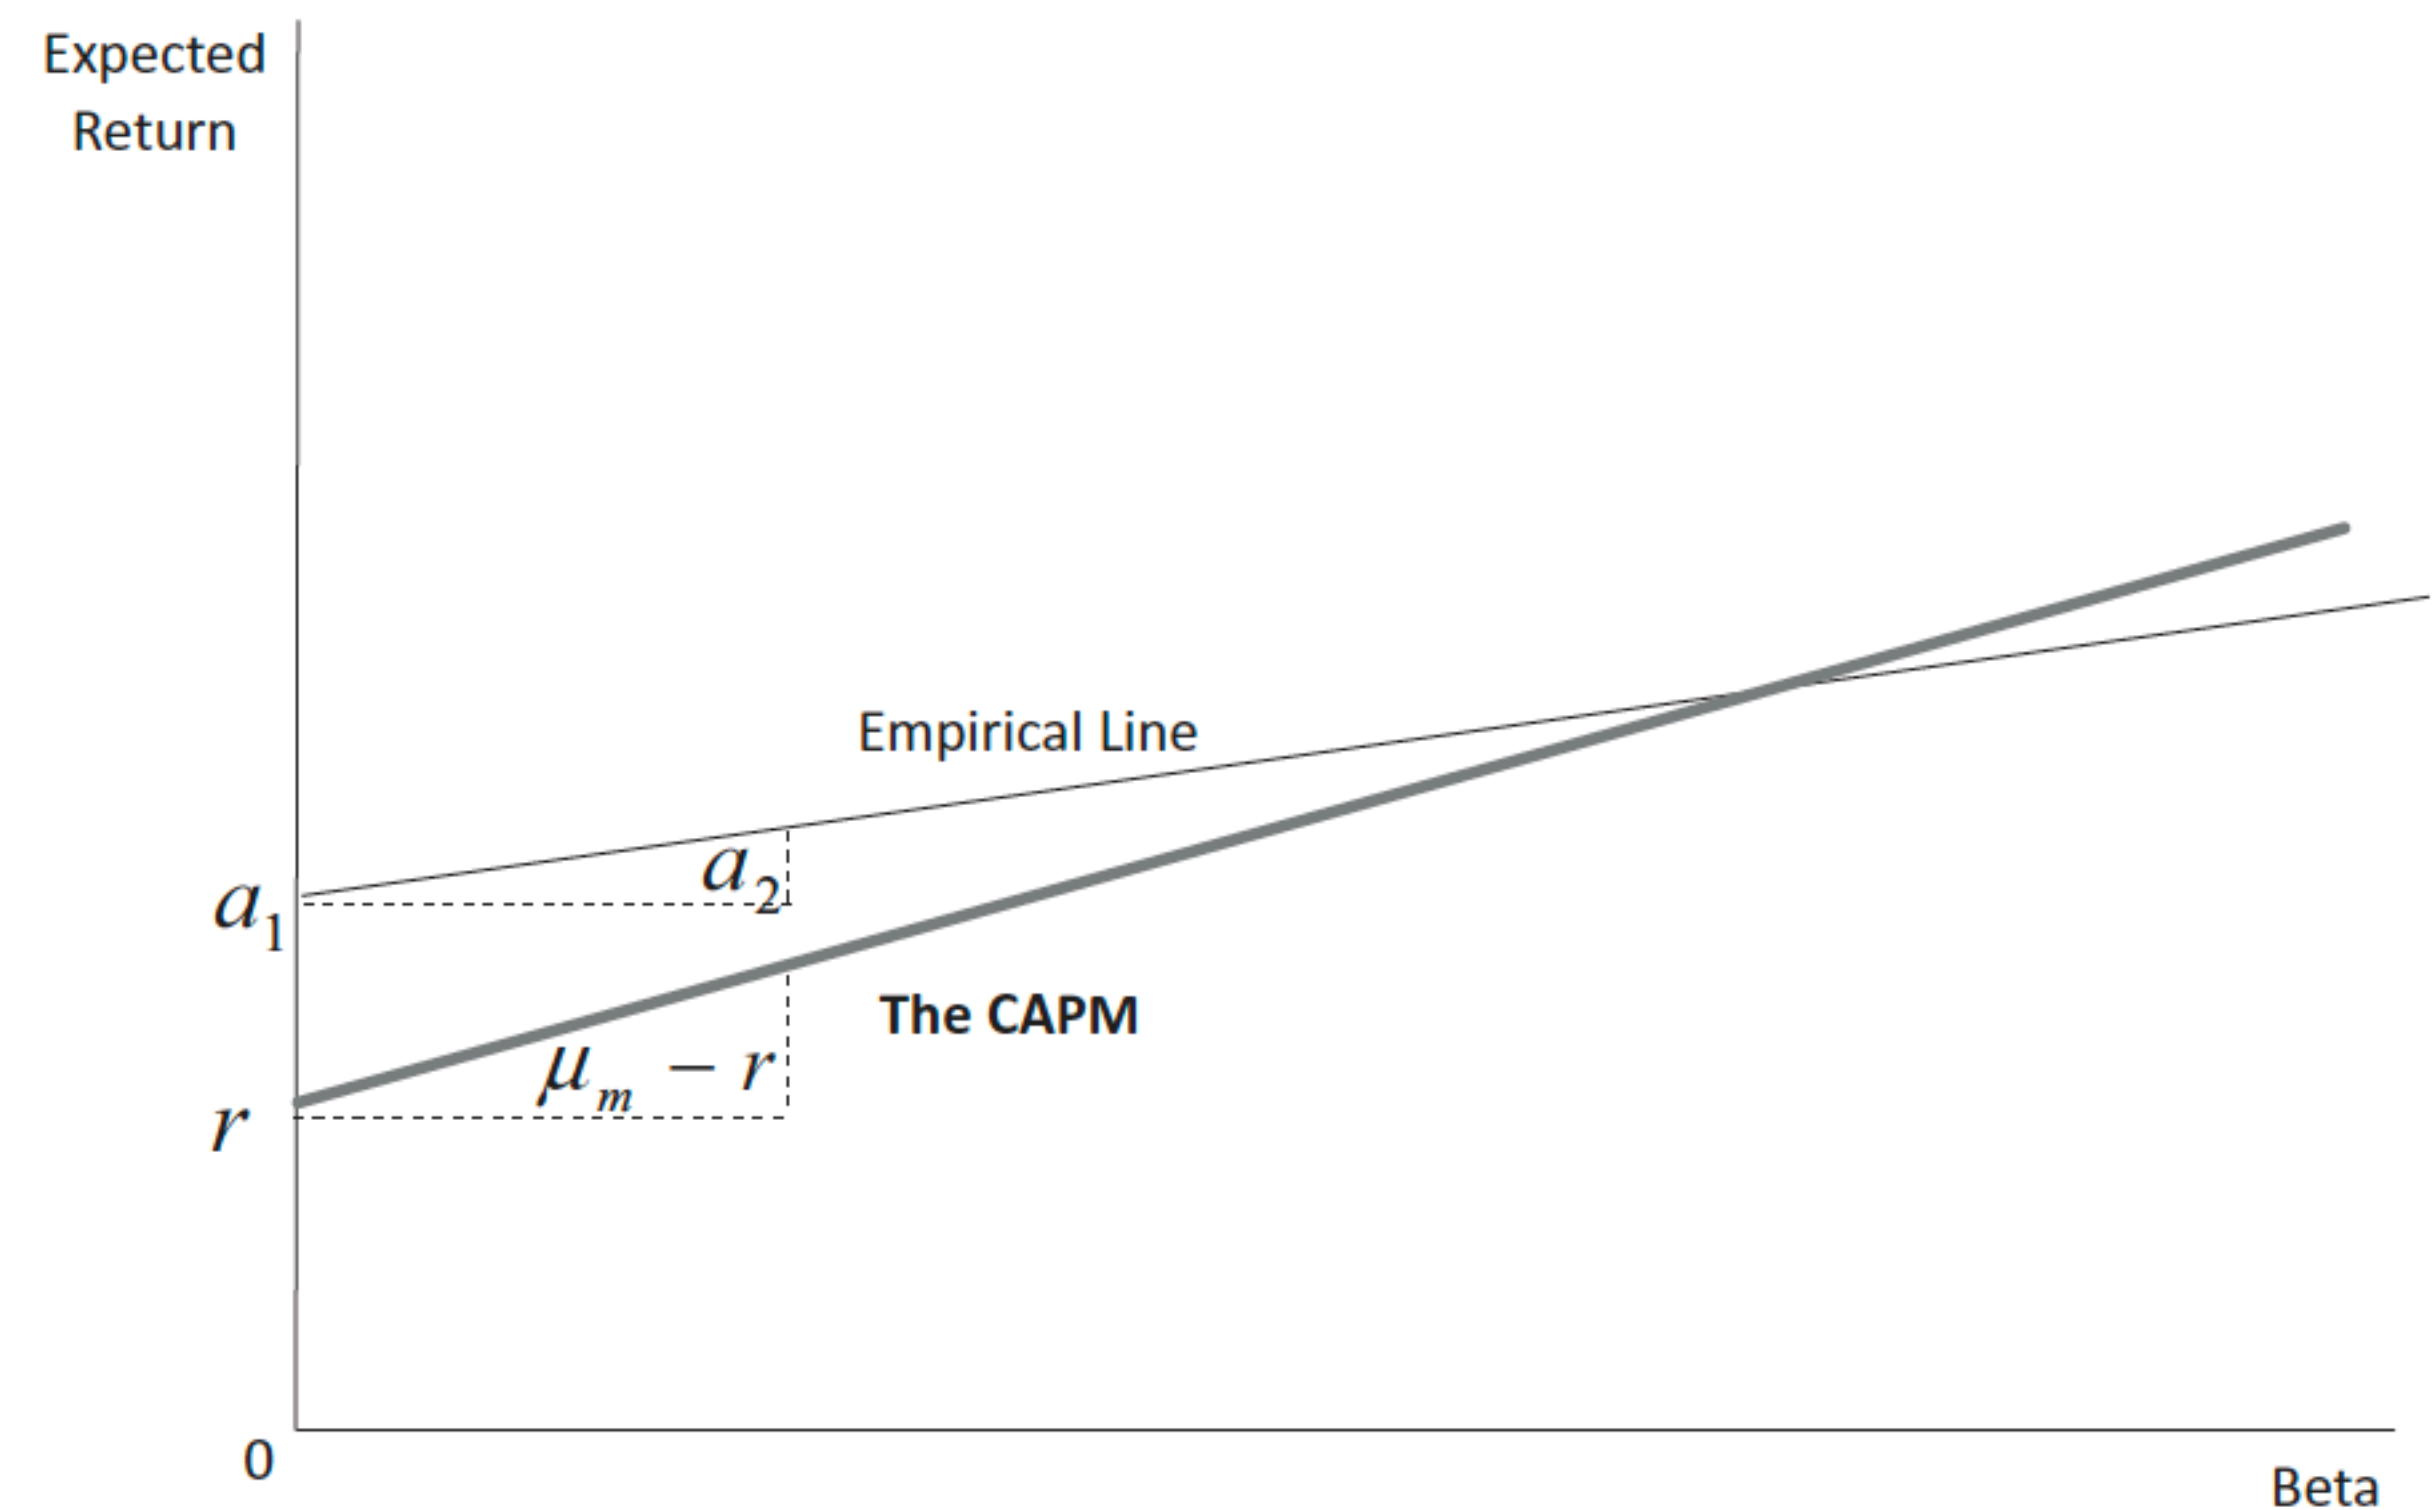 Expected
Return
Empirical Line
a₂
a₁
The CAPM
μₘ − r
r
0
Beta